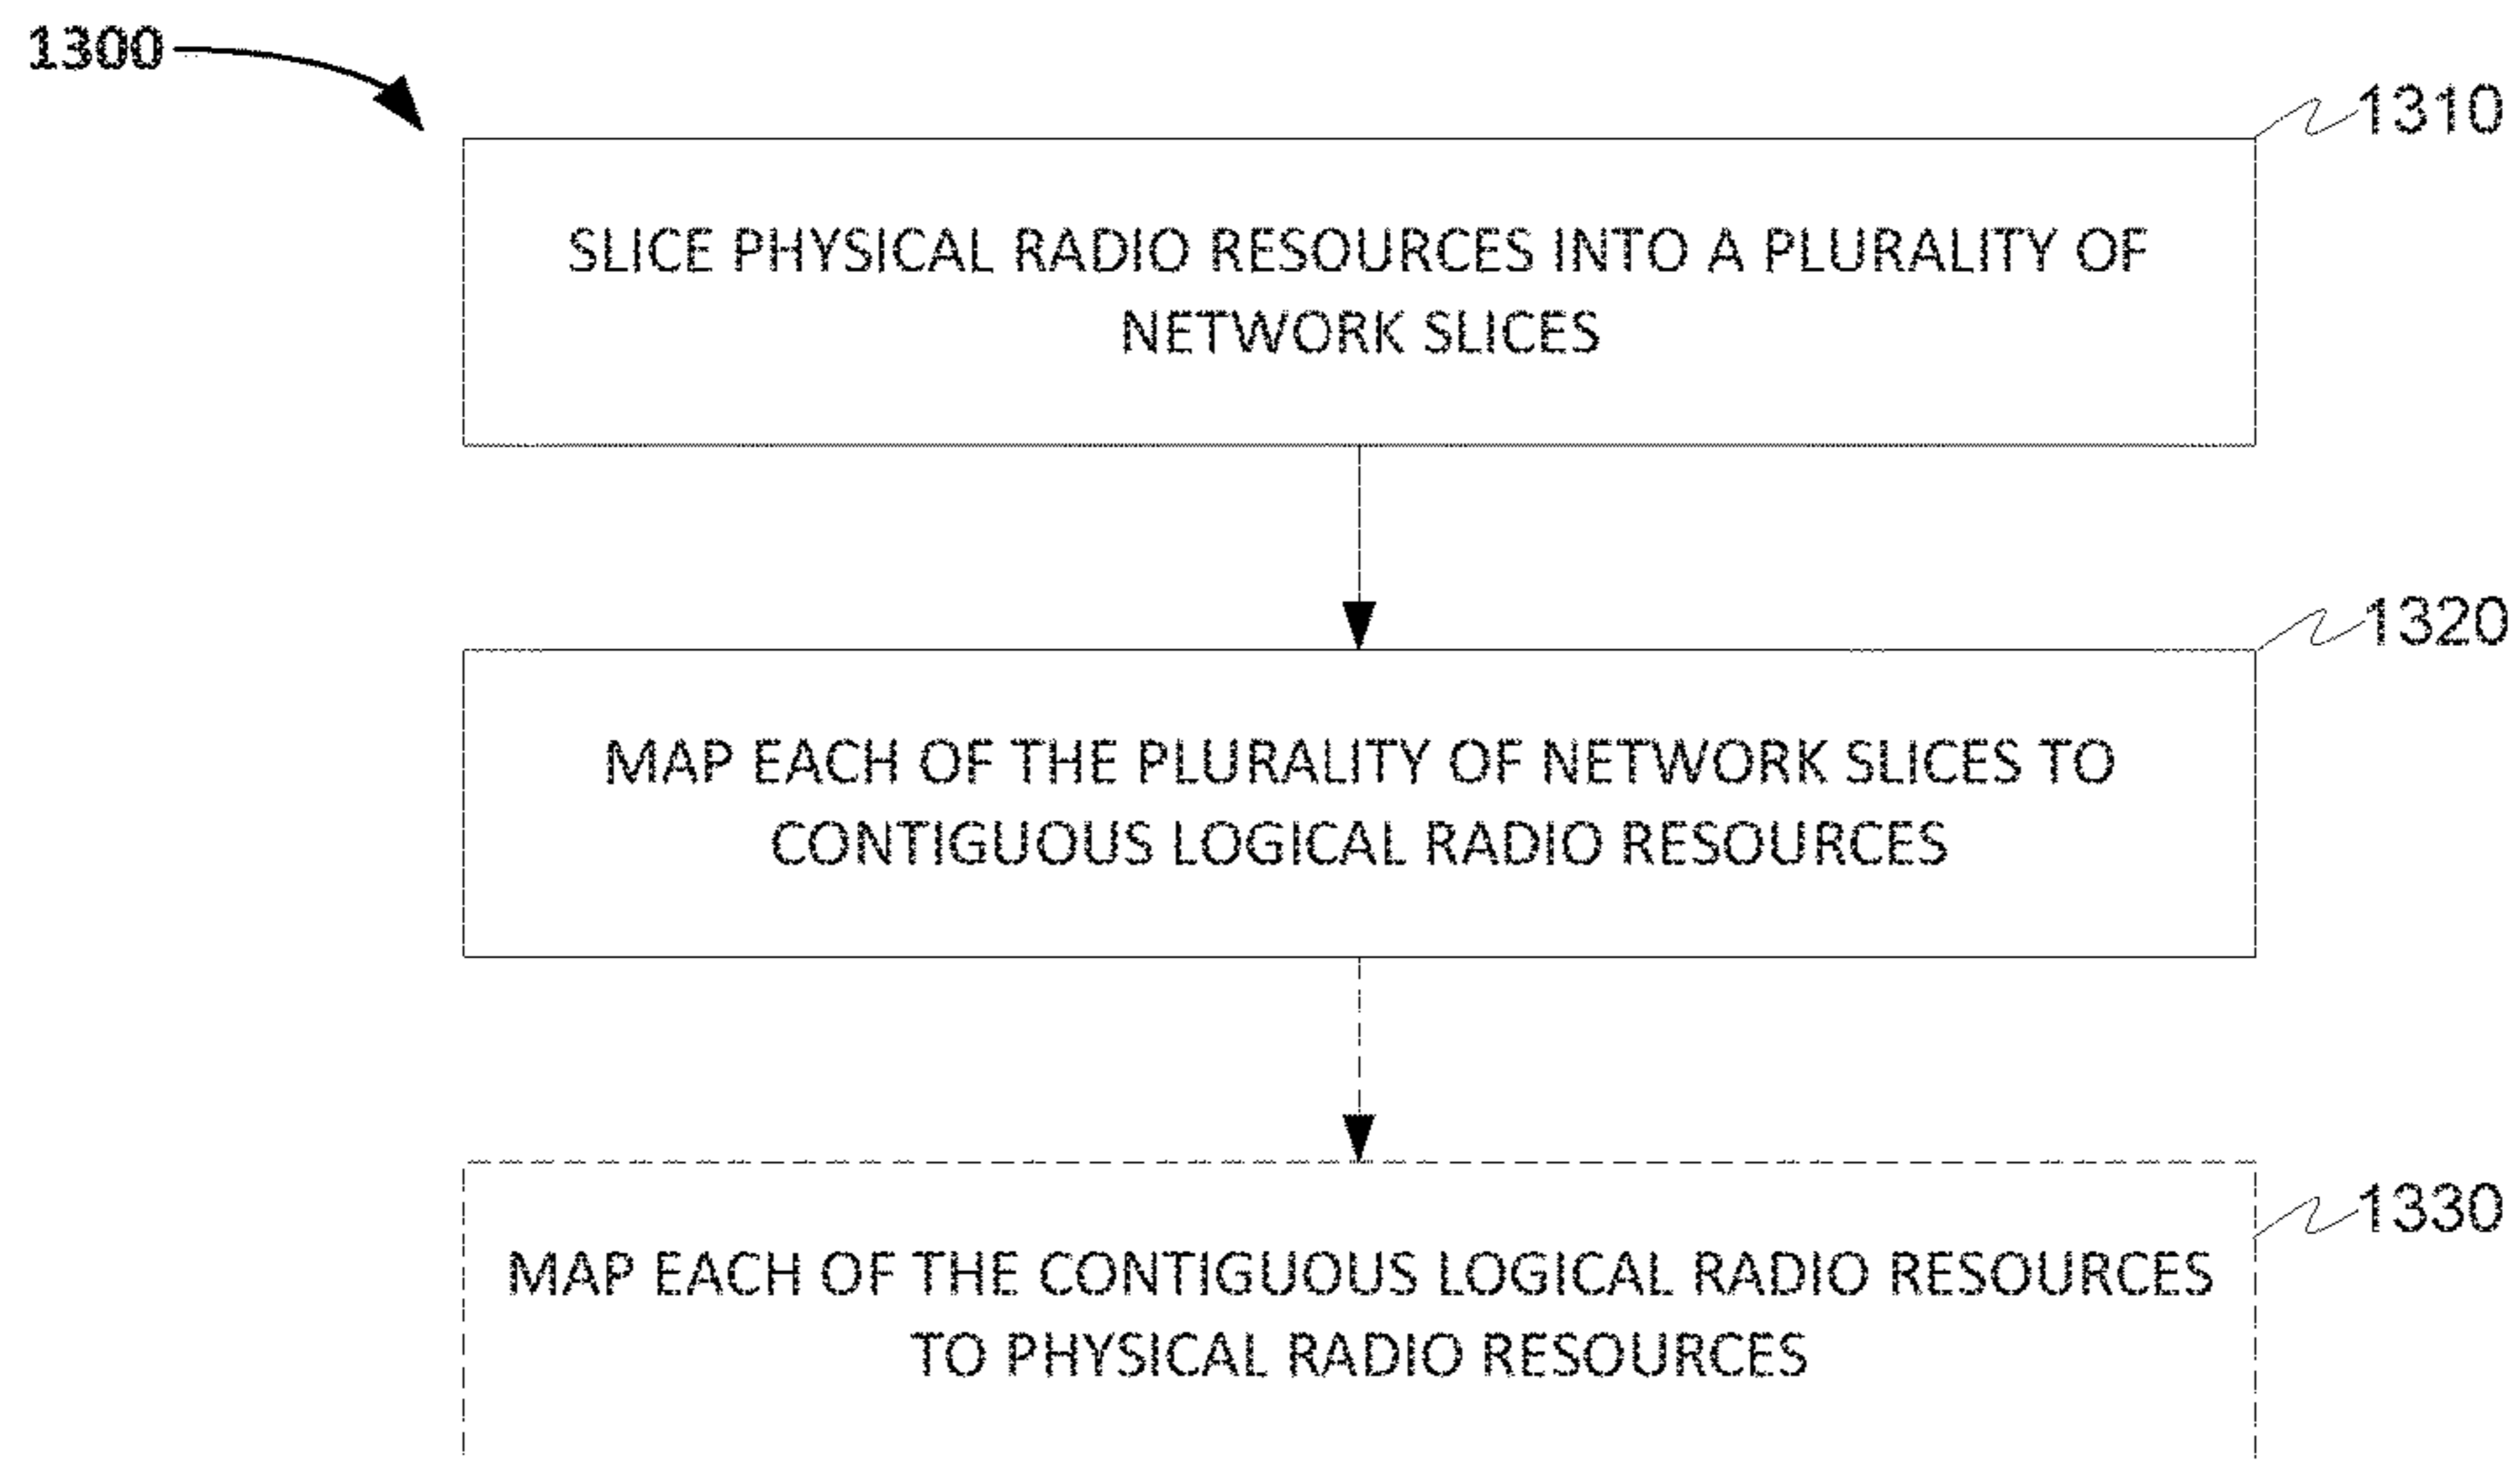 1300
1310
SLICE PHYSICAL RADIO RESOURCES INTO A PLURALITY OF
NETWORK SLICES
1320
MAP EACH OF THE PLURALITY OF NETWORK SLICES TO
CONTIGUOUS LOGICAL RADIO RESOURCES
1330
MAP EACH OF THE CONTIGUOUS LOGICAL RADIO RESOURCES
TO PHYSICAL RADIO RESOURCES